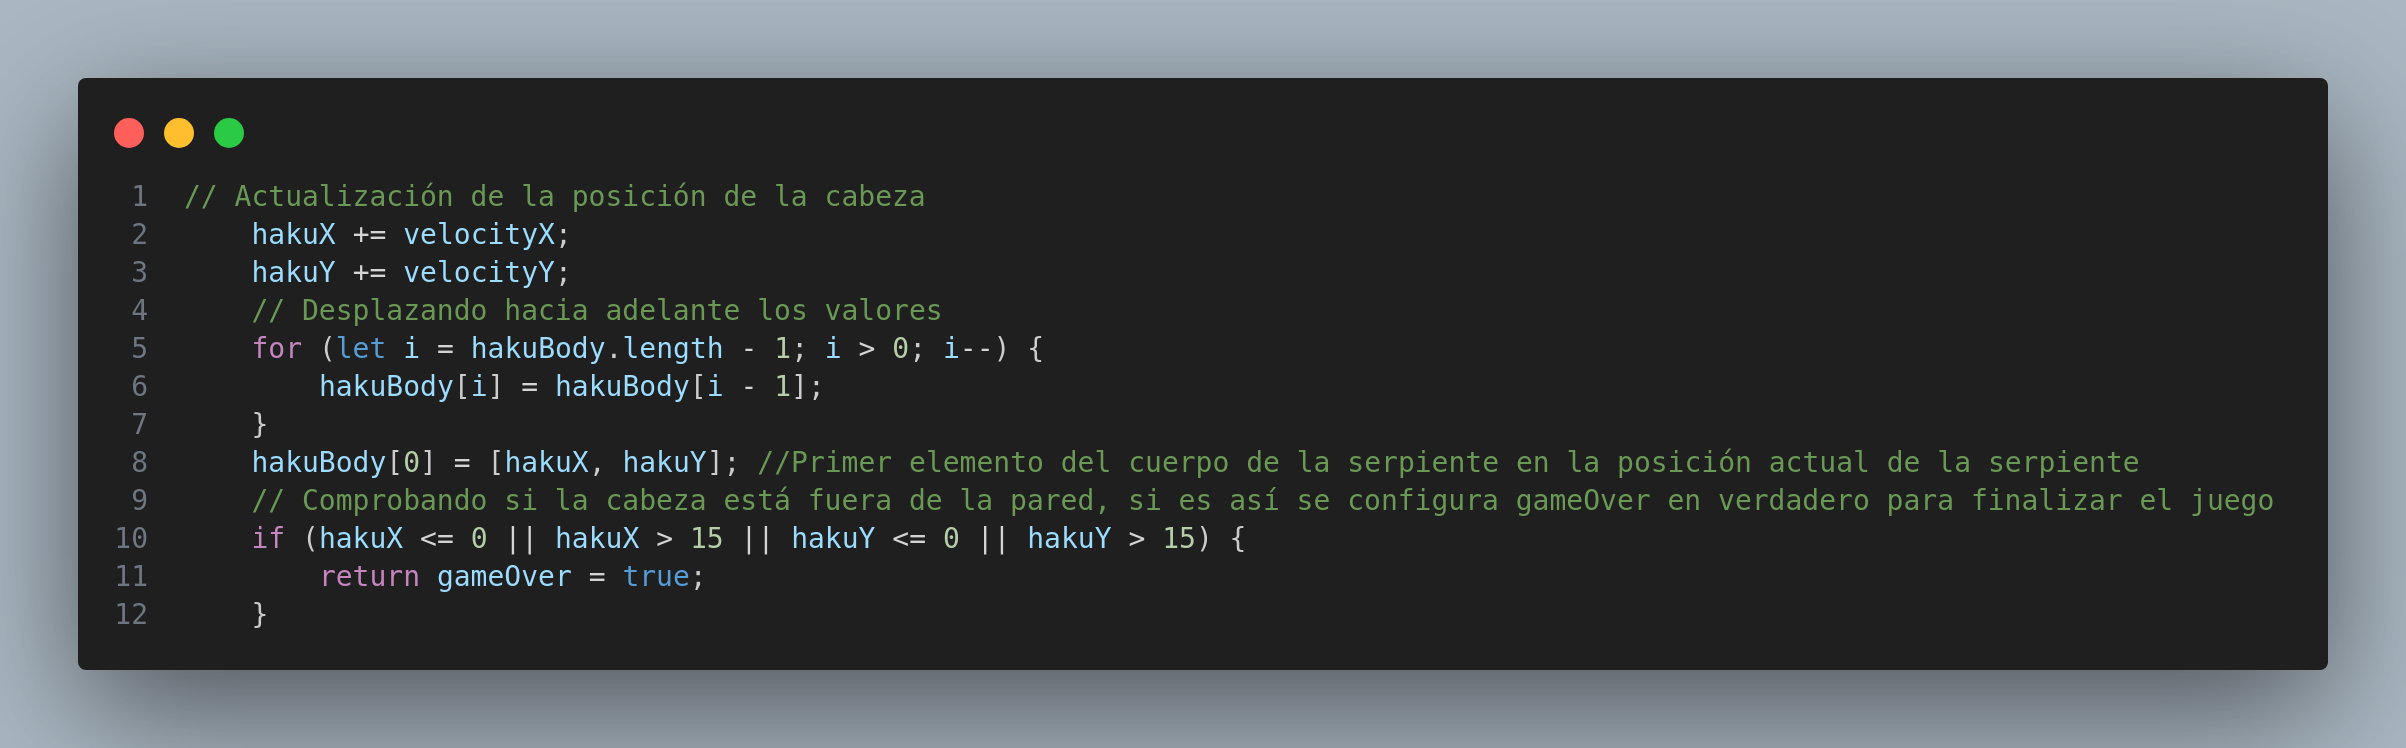 1 // Actualización de la posición de la cabeza
2     hakuX += velocityX;
3     hakuY += velocityY;
4     // Desplazando hacia adelante los valores
5     for (let i = hakuBody.length - 1; i > 0; i--) {
6         hakuBody[i] = hakuBody[i - 1];
7     }
8     hakuBody[0] = [hakuX, hakuY]; //Primer elemento del cuerpo de la serpiente en la posición actual de la serpiente
9     // Comprobando si la cabeza está fuera de la pared, si es así se configura gameOver en verdadero para finalizar el juego
10     if (hakuX <= 0 || hakuX > 15 || hakuY <= 0 || hakuY > 15) {
11         return gameOver = true;
12     }